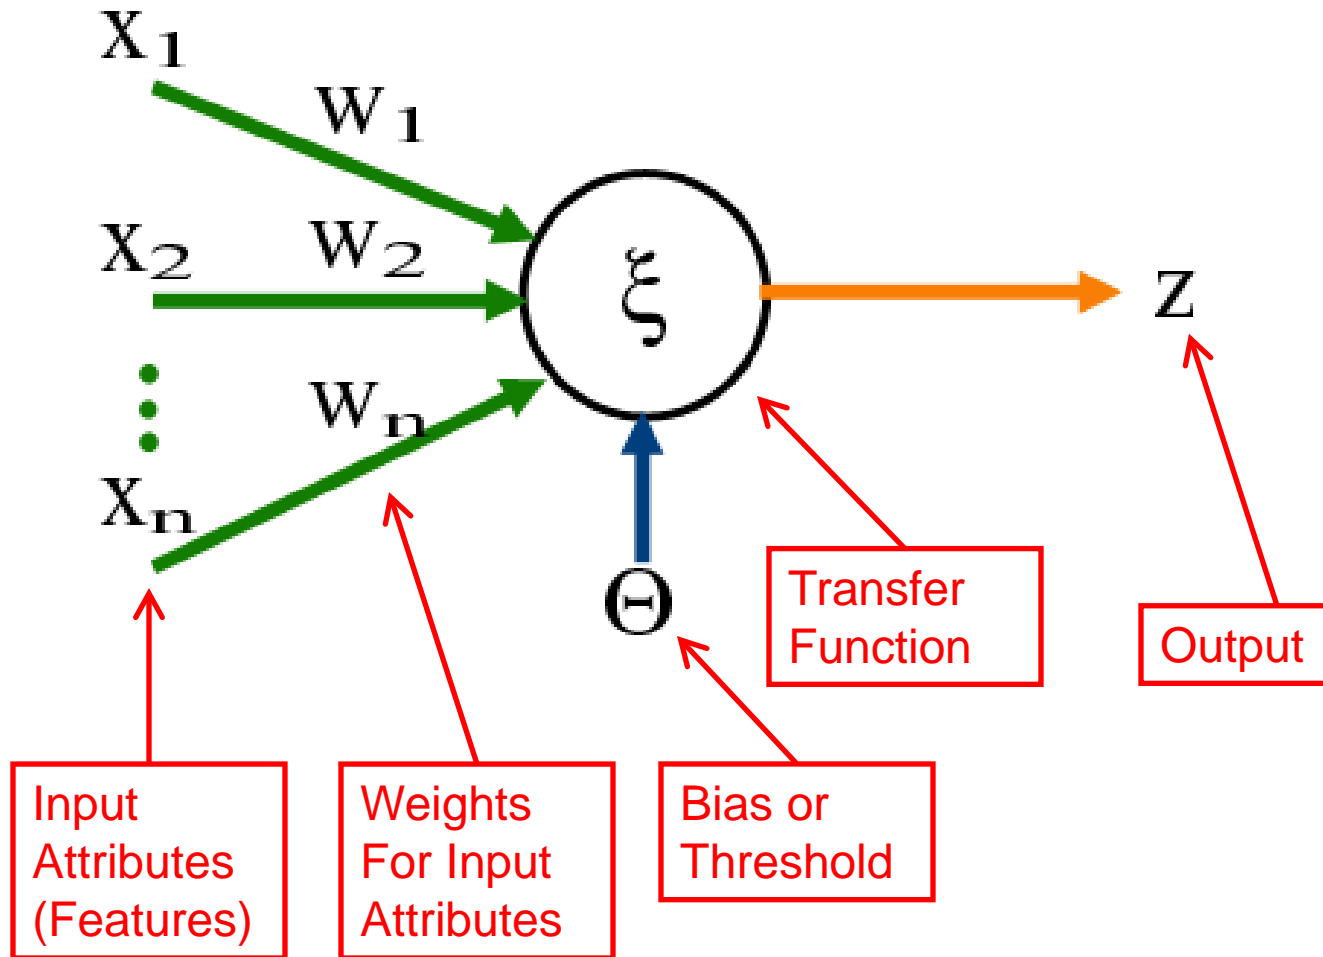 X₁
W₁
X₂
W₂
ξ
Z
Wₙ
Xₙ
Θ
Transfer
Function
Output
Input
Attributes
(Features)
Weights
For Input
Attributes
Bias or
Threshold